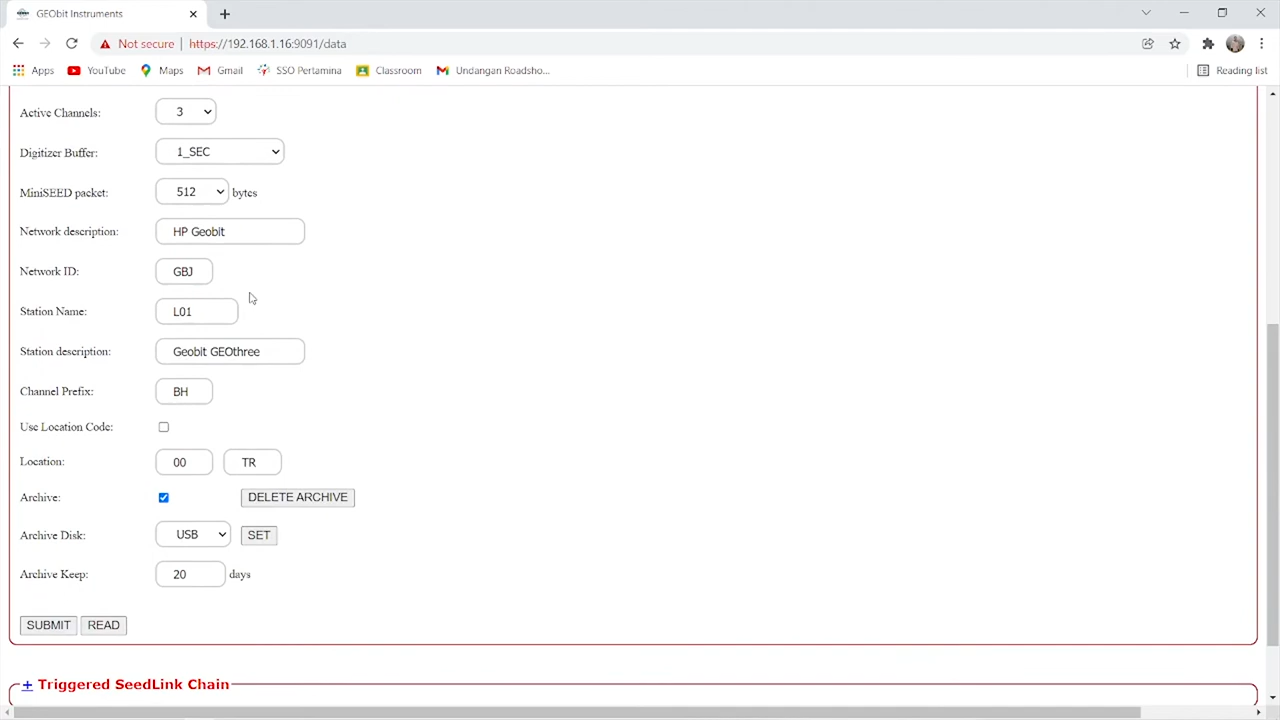 GEObit Instruments
Not secure https://192.168.1.16:9091/data
Apps YouTube Maps Gmail SSO Pertamina Classroom Undangan Roadsho... Reading list
Active Channels: 3
Digitizer Buffer: 1_SEC
MiniSEED packet: 512 bytes
Network description: HP Geobit
Network ID: GBJ
Station Name: L01
Station description: Geobit GEOthree
Channel Prefix: BH
Use Location Code:
Location: 00 TR
Archive: DELETE ARCHIVE
Archive Disk: USB SET
Archive Keep: 20 days
SUBMIT READ
+ Triggered SeedLink Chain